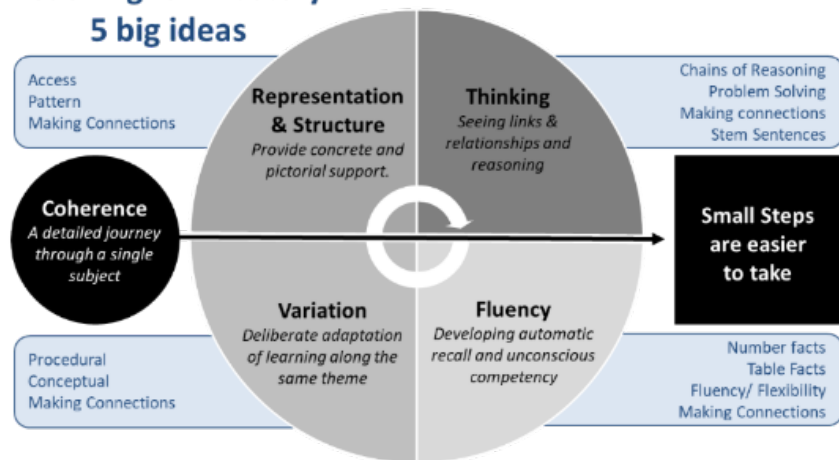 5 big ideas
Access
Pattern
Making Connections
Representation
& Structure
Provide concrete and
pictorial support.
Thinking
Seeing links &
relationships and
reasoning
Chains of Reasoning
Problem Solving
Making connections
Stem Sentences
Coherence
A detailed journey
through a single
subject
Small Steps
are easier
to take
Procedural
Conceptual
Making Connections
Variation
Deliberate adaptation
of learning along the
same theme
Fluency
Developing automatic
recall and unconscious
competency
Number facts
Table Facts
Fluency/ Flexibility
Making Connections